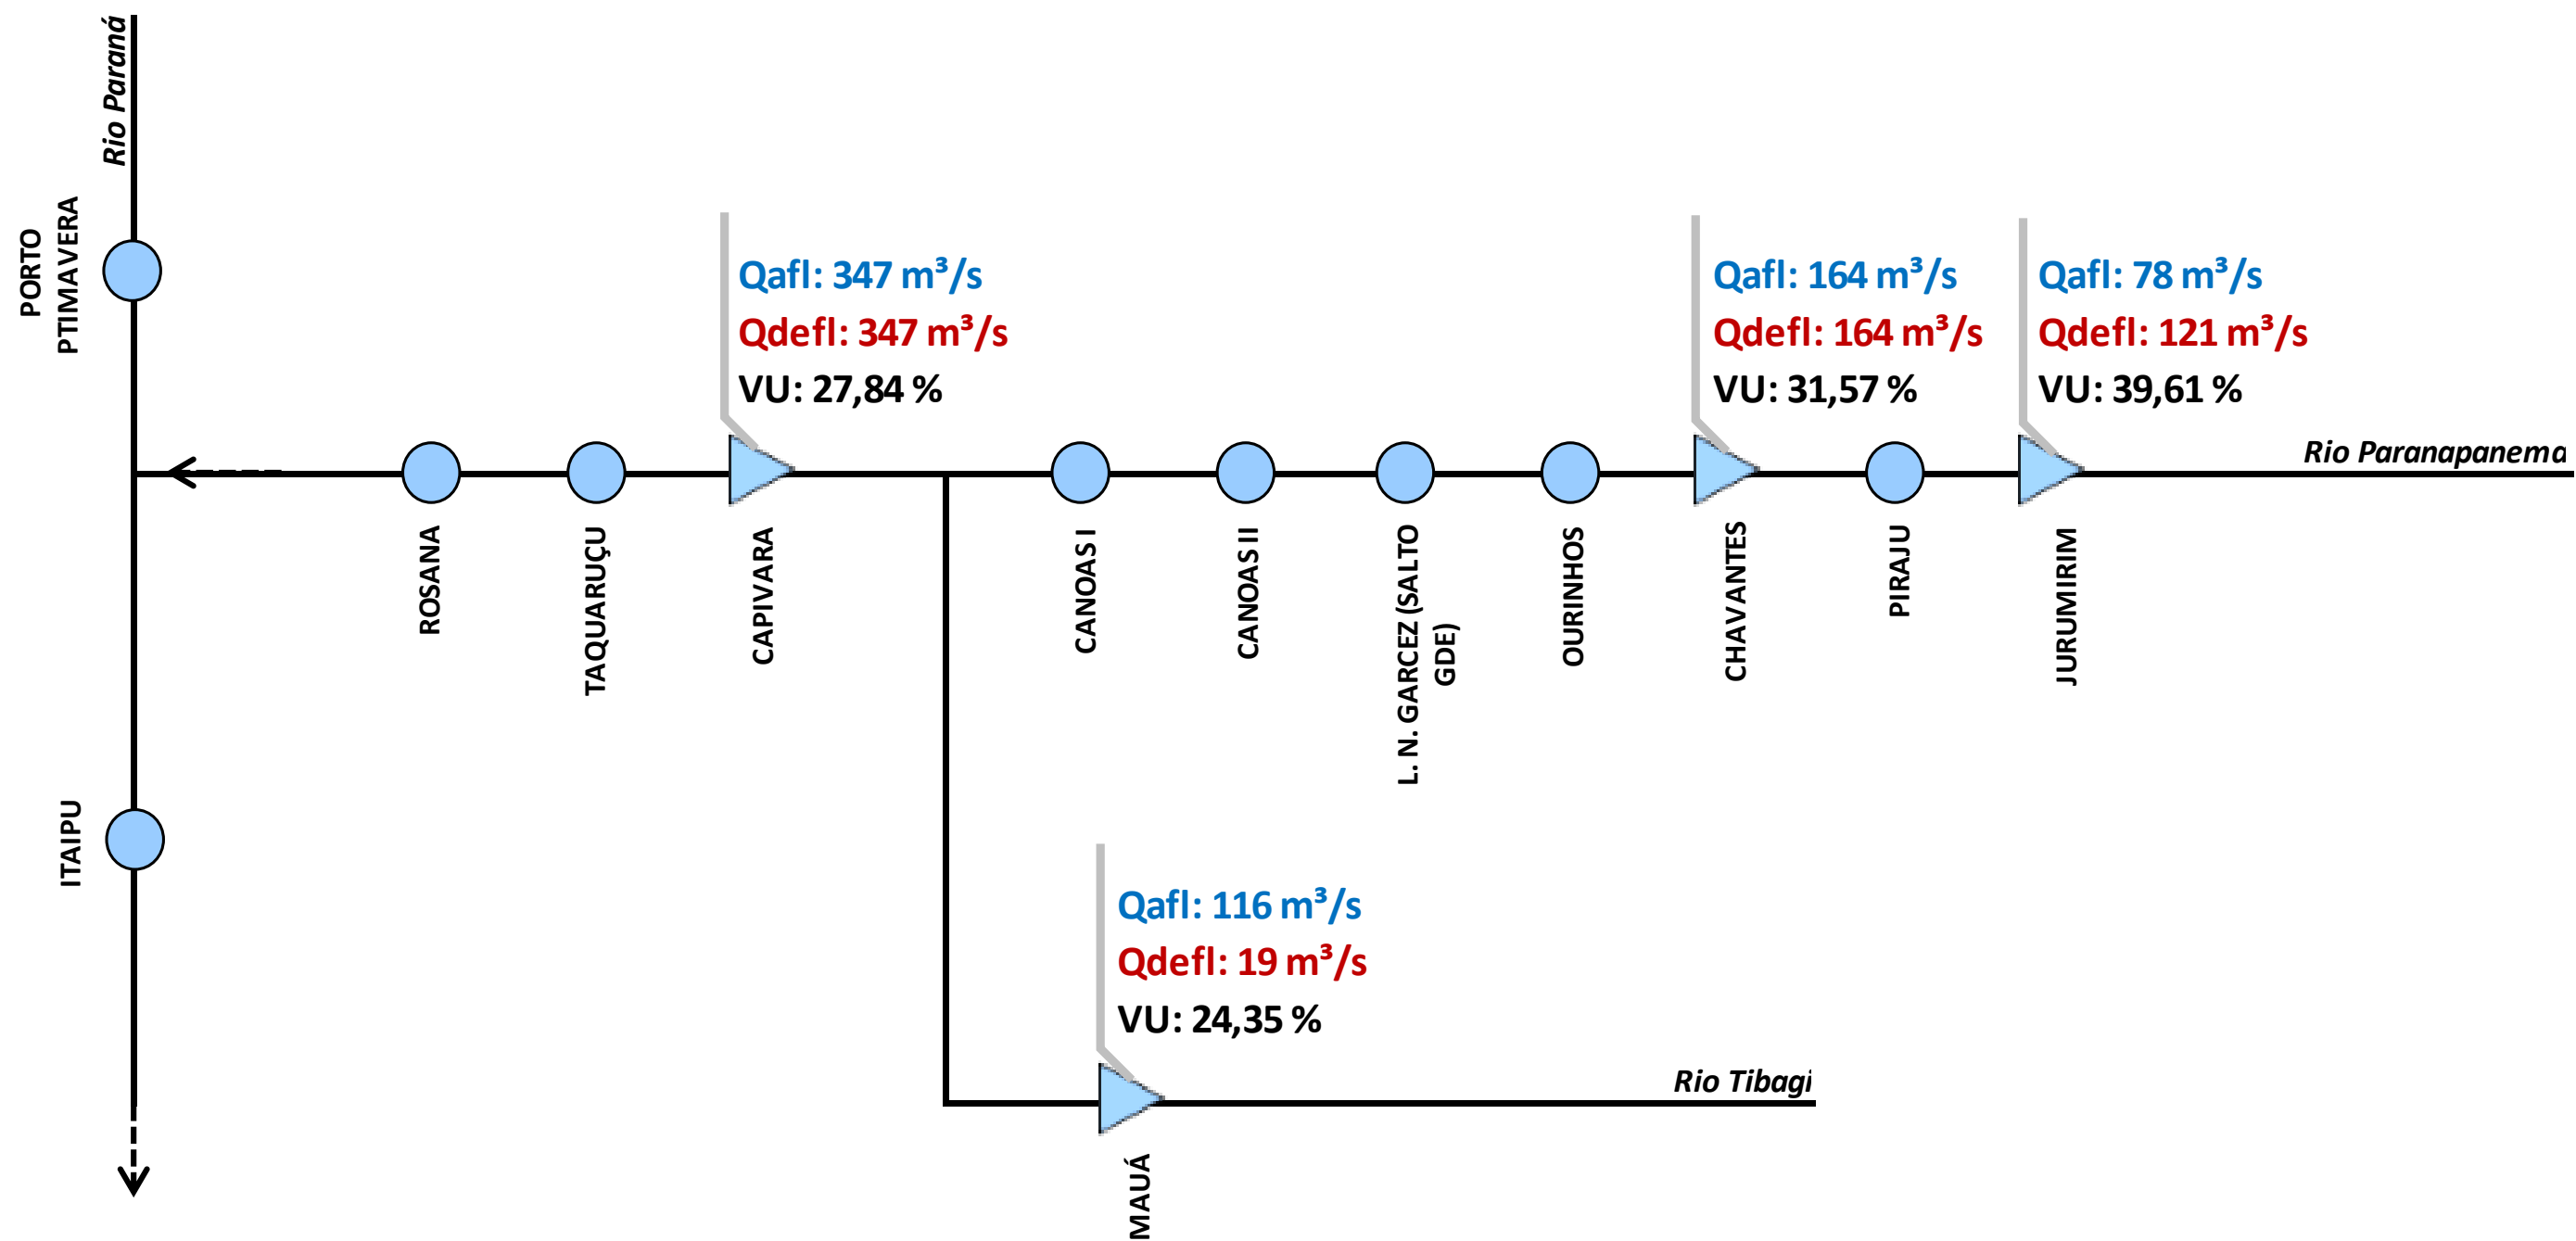 Rio Paraná
PORTO
PTIMAVERA
Qafl: 347 m³/s
Qdefl: 347 m³/s
VU: 27,84 %
Qafl: 164 m³/s
Qdefl: 164 m³/s
VU: 31,57 %
Qafl: 78 m³/s
Qdefl: 121 m³/s
VU: 39,61 %
Rio Paranapanema
ROSANA
TAQUARUÇU
CAPIVARA
CANOAS I
CANOAS II
L. N. GARCEZ (SALTO
GDE)
OURINHOS
CHAVANTES
PIRAJU
JURUMIRIM
ITAIPU
Qafl: 116 m³/s
Qdefl: 19 m³/s
VU: 24,35 %
Rio Tibagi
MAUÁ